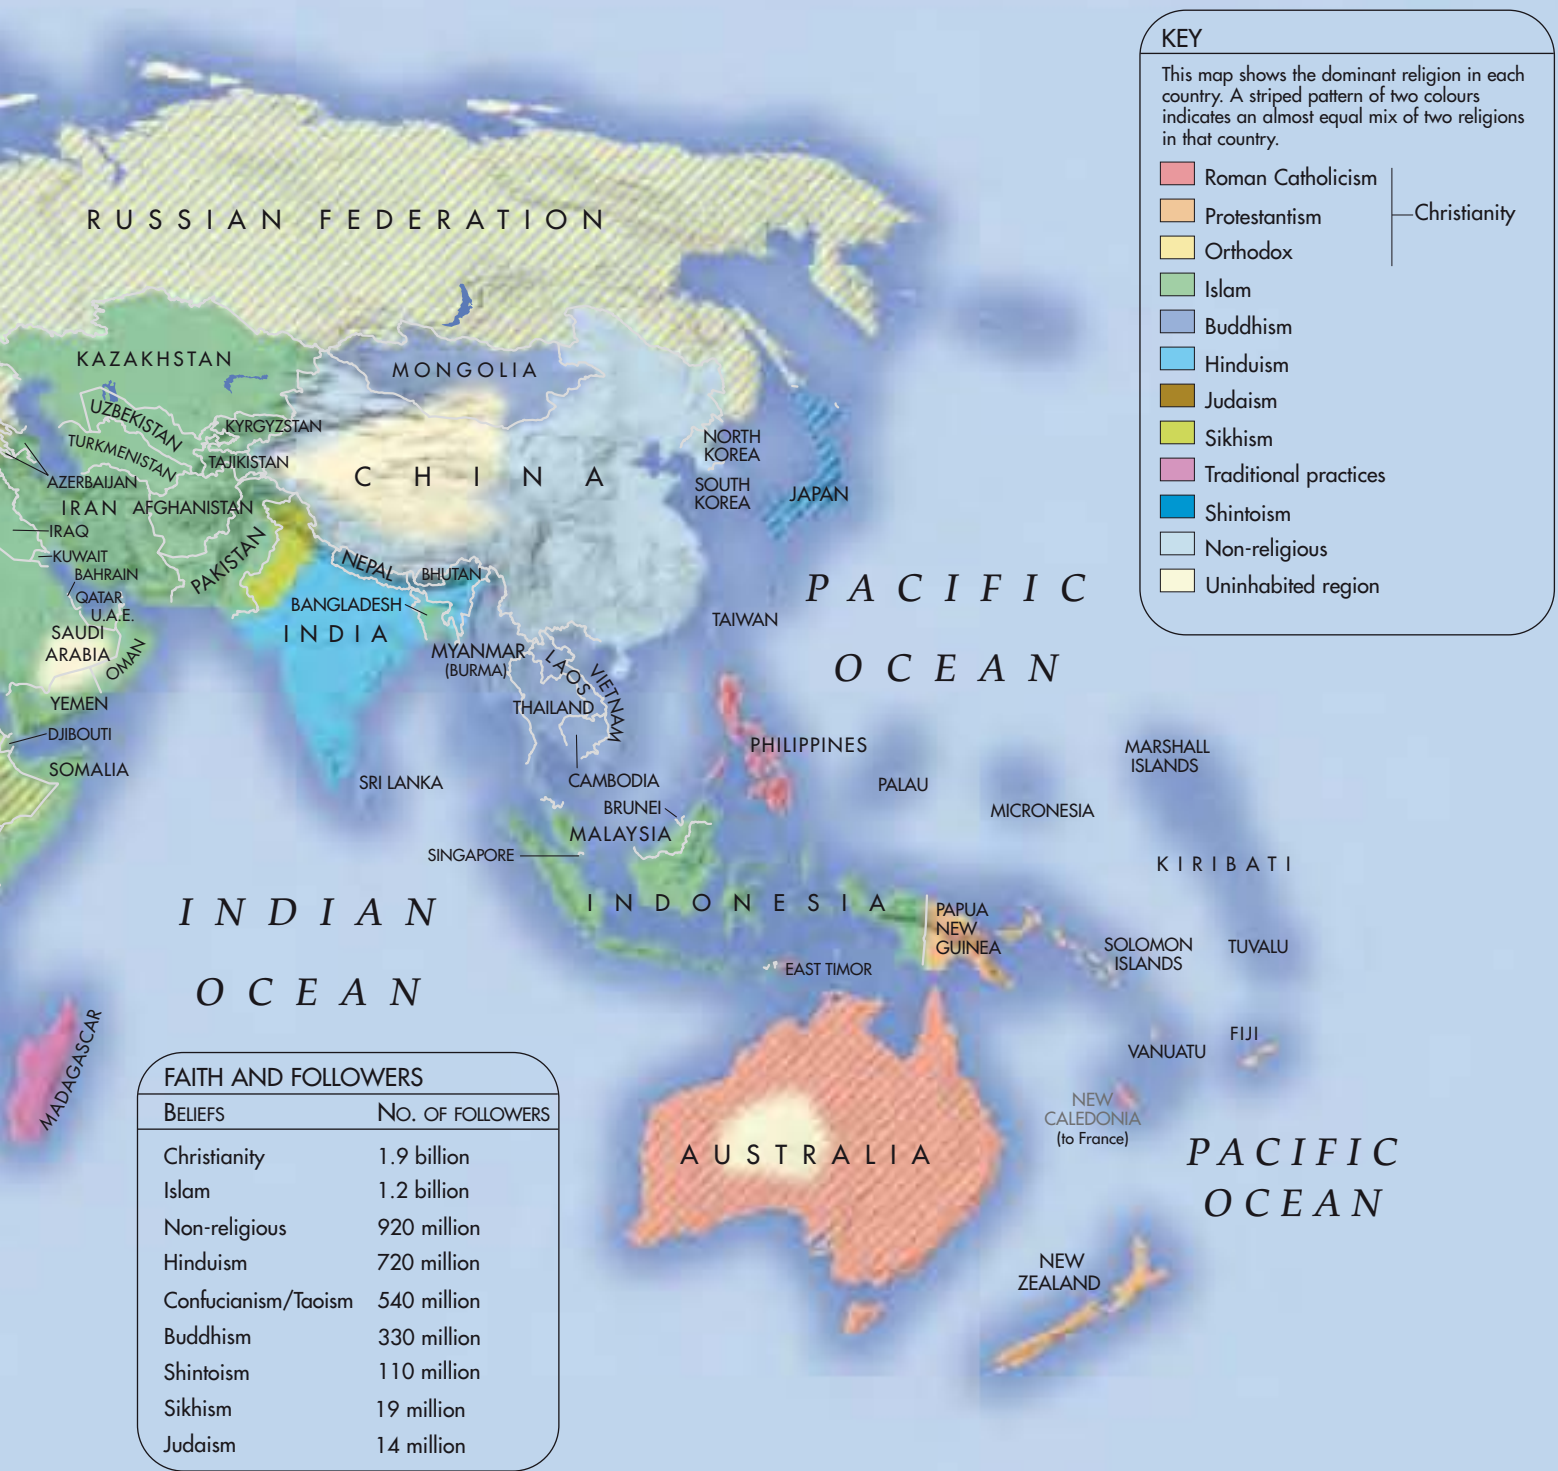 KEY
This map shows the dominant religion in each
country. A striped pattern of two colours
indicates an almost equal mix of two religions
in that country.
Roman Catholicism
Protestantism
Orthodox
Christianity
Islam
Buddhism
Hinduism
Judaism
Sikhism
Traditional practices
Shintoism
Non-religious
Uninhabited region
RUSSIAN FEDERATION
KAZAKHSTAN
MONGOLIA
UZBEKISTAN
KYRGYZSTAN
TURKMENISTAN
TAJIKISTAN
AZERBAIJAN
CHINA
NORTH
KOREA
SOUTH
KOREA
JAPAN
IRAN
AFGHANISTAN
IRAQ
KUWAIT
BAHRAIN
QATAR
U.A.E.
PAKISTAN
NEPAL
BHUTAN
BANGLADESH
INDIA
SAUDI
ARABIA
OMAN
MYANMAR
(BURMA)
LAOS
VIETNAM
THAILAND
TAIWAN
PACIFIC
OCEAN
YEMEN
DJIBOUTI
SOMALIA
SRI LANKA
CAMBODIA
PHILIPPINES
PALAU
MICRONESIA
MARSHALL
ISLANDS
BRUNEI
MALAYSIA
SINGAPORE
KIRIBATI
INDONESIA
PAPUA
NEW
GUINEA
SOLOMON
ISLANDS
TUVALU
EAST TIMOR
INDIAN
OCEAN
MADAGASCAR
VANUATU
FIJI
NEW
CALEDONIA
(to France)
AUSTRALIA
PACIFIC
OCEAN
NEW
ZEALAND
FAITH AND FOLLOWERS
BELIEFS NO. OF FOLLOWERS
Christianity 1.9 billion
Islam 1.2 billion
Non-religious 920 million
Hinduism 720 million
Confucianism/Taoism 540 million
Buddhism 330 million
Shintoism 110 million
Sikhism 19 million
Judaism 14 million